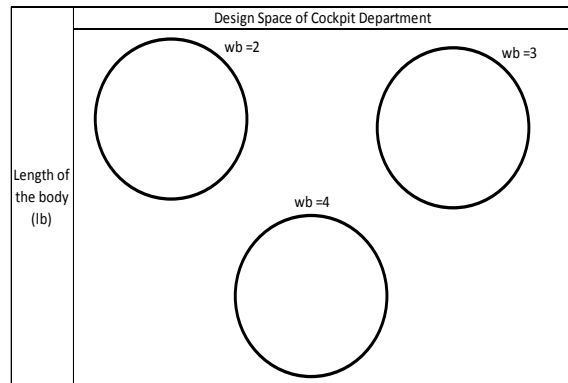 Design Space of Cockpit Department
wb =2
wb =3
Length of
the body
(lb)
wb =4